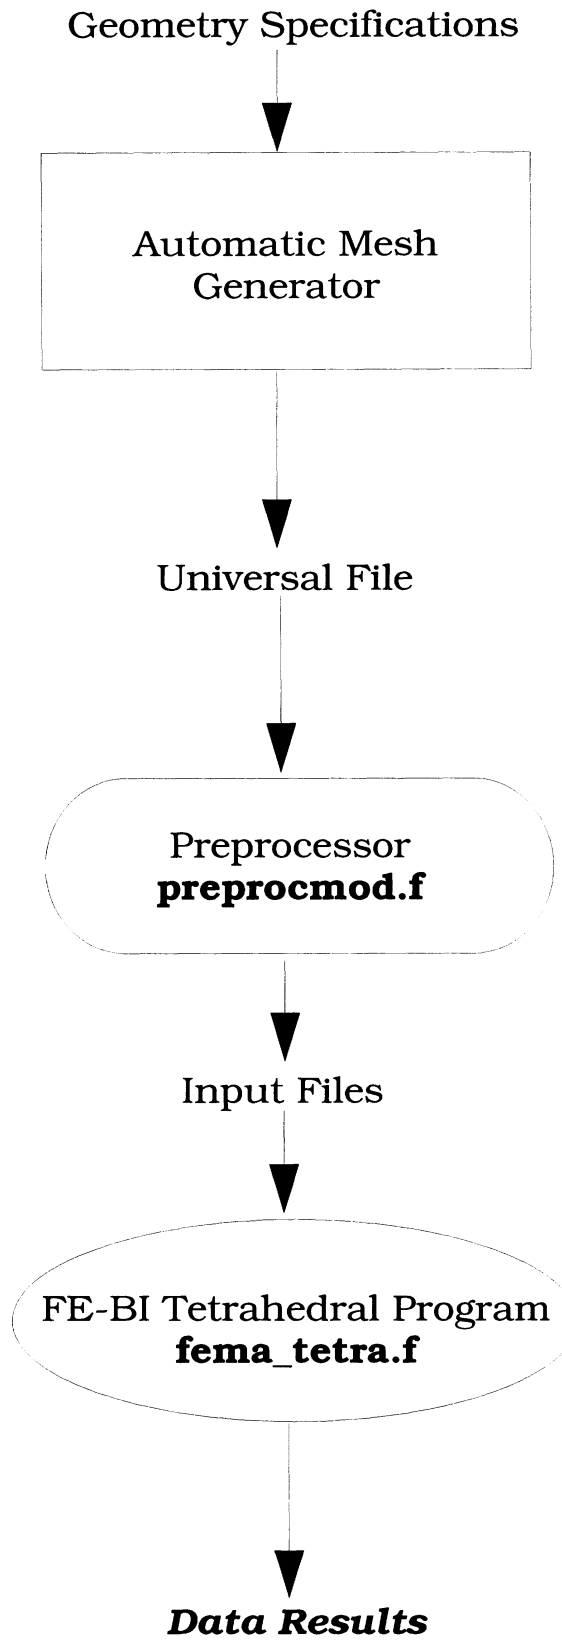 Geometry Specifications
Automatic Mesh
Generator
Universal File
Preprocessor
preprocmod.f
Input Files
FE-BI Tetrahedral Program
fema_tetra.f
Data Results